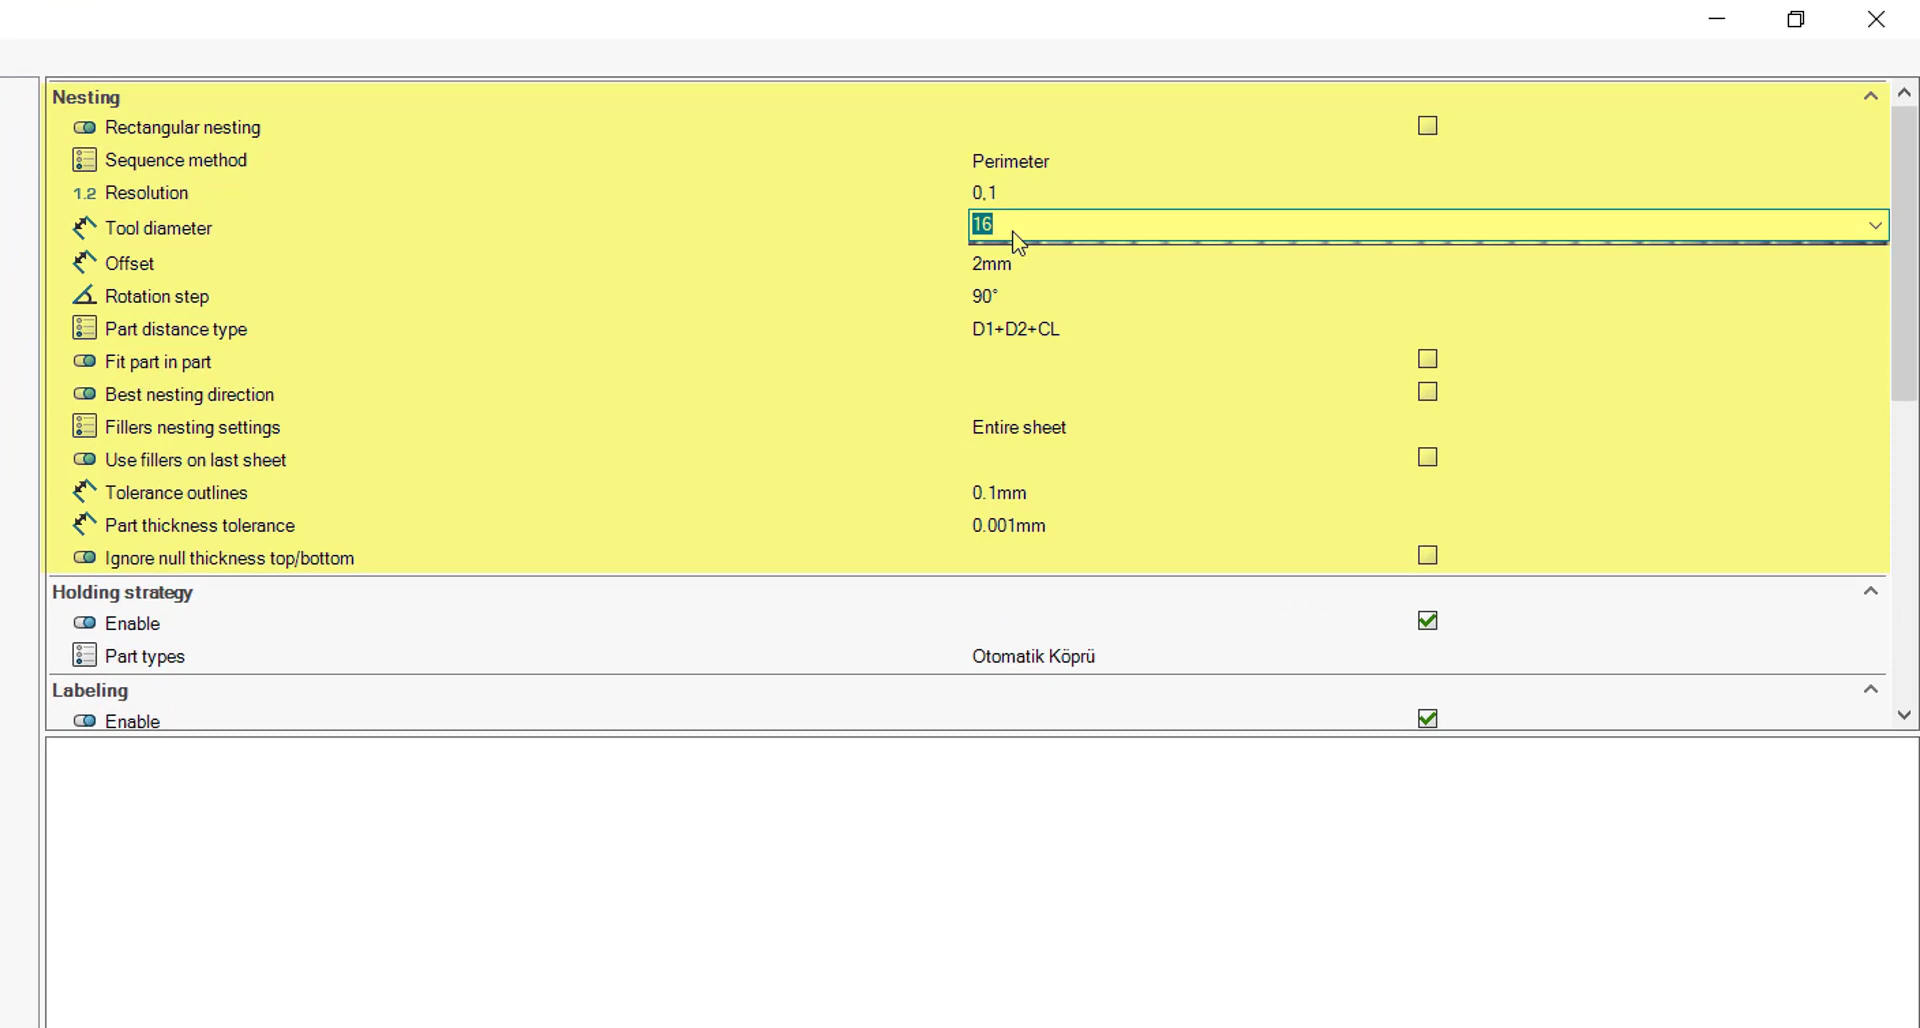 Nesting
Rectangular nesting
Sequence method Perimeter
1.2 Resolution 0,1
Tool diameter 16
Offset 2mm
Rotation step 90°
Part distance type D1+D2+CL
Fit part in part
Best nesting direction
Fillers nesting settings Entire sheet
Use fillers on last sheet
Tolerance outlines 0.1mm
Part thickness tolerance 0.001mm
Ignore null thickness top/bottom
Holding strategy
Enable
Part types Otomatik Köprü
Labeling
Enable